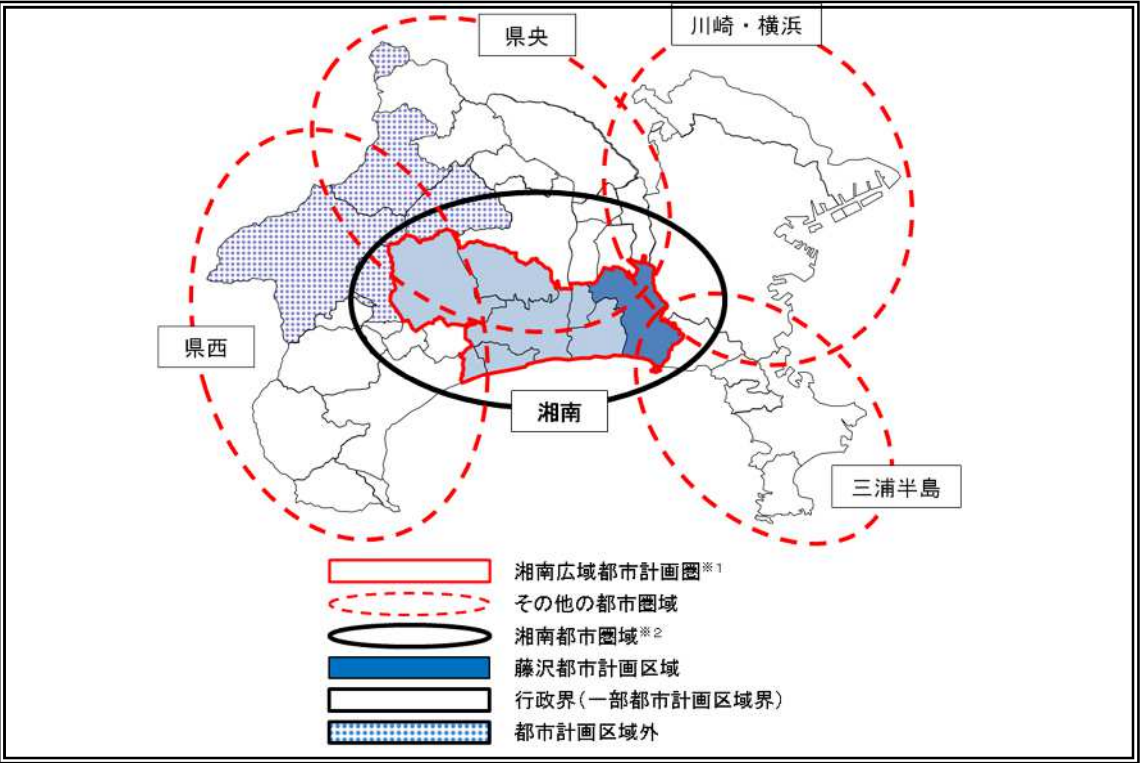 川崎・横浜
県央
県西
湘南
三浦半島
湘南広域都市計画圏※1
その他の都市圏域
湘南都市圏域※2
藤沢都市計画区域
行政界(一部都市計画区域界)
都市計画区域外